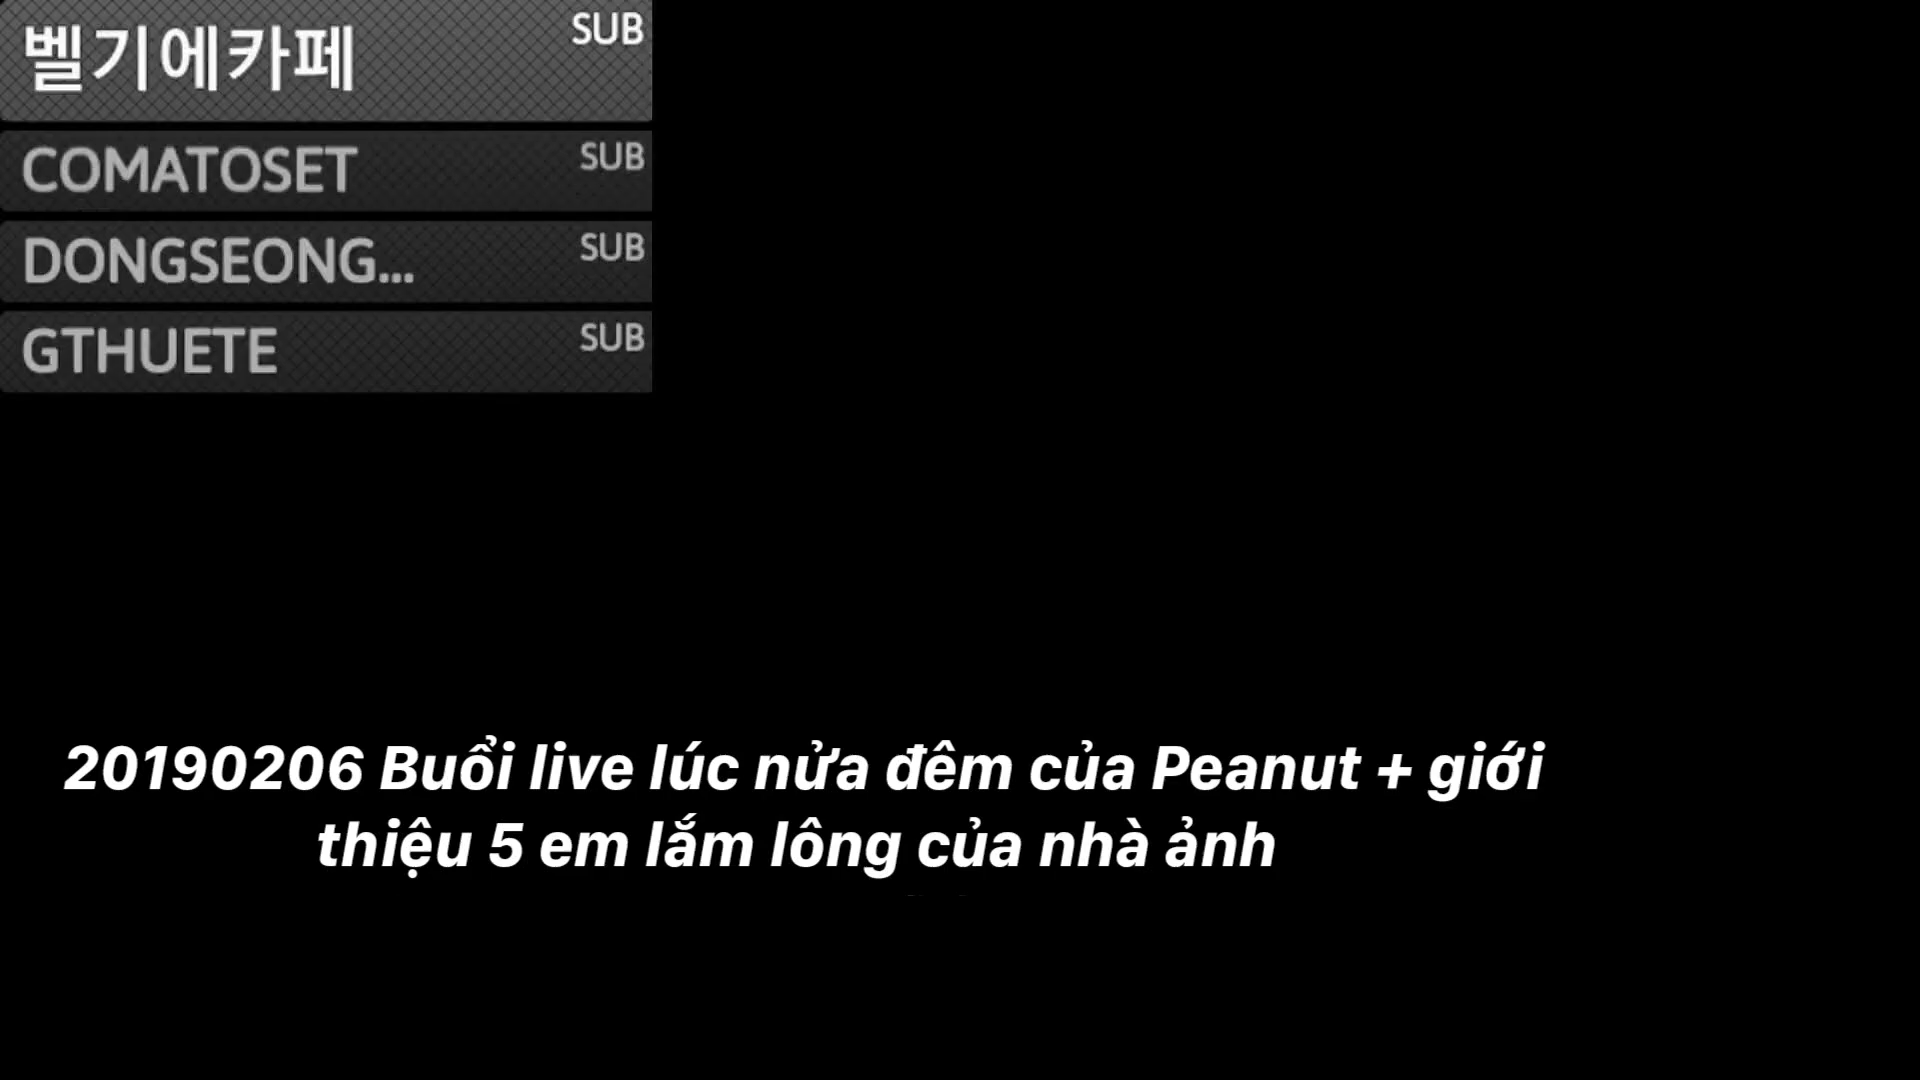 벨기에카페 SUB
COMATOSET SUB
DONGSEONG... SUB
GTHUETE SUB
20190206 Buổi live lúc nửa đêm của Peanut + giới
thiệu 5 em lắm lông của nhà ảnh